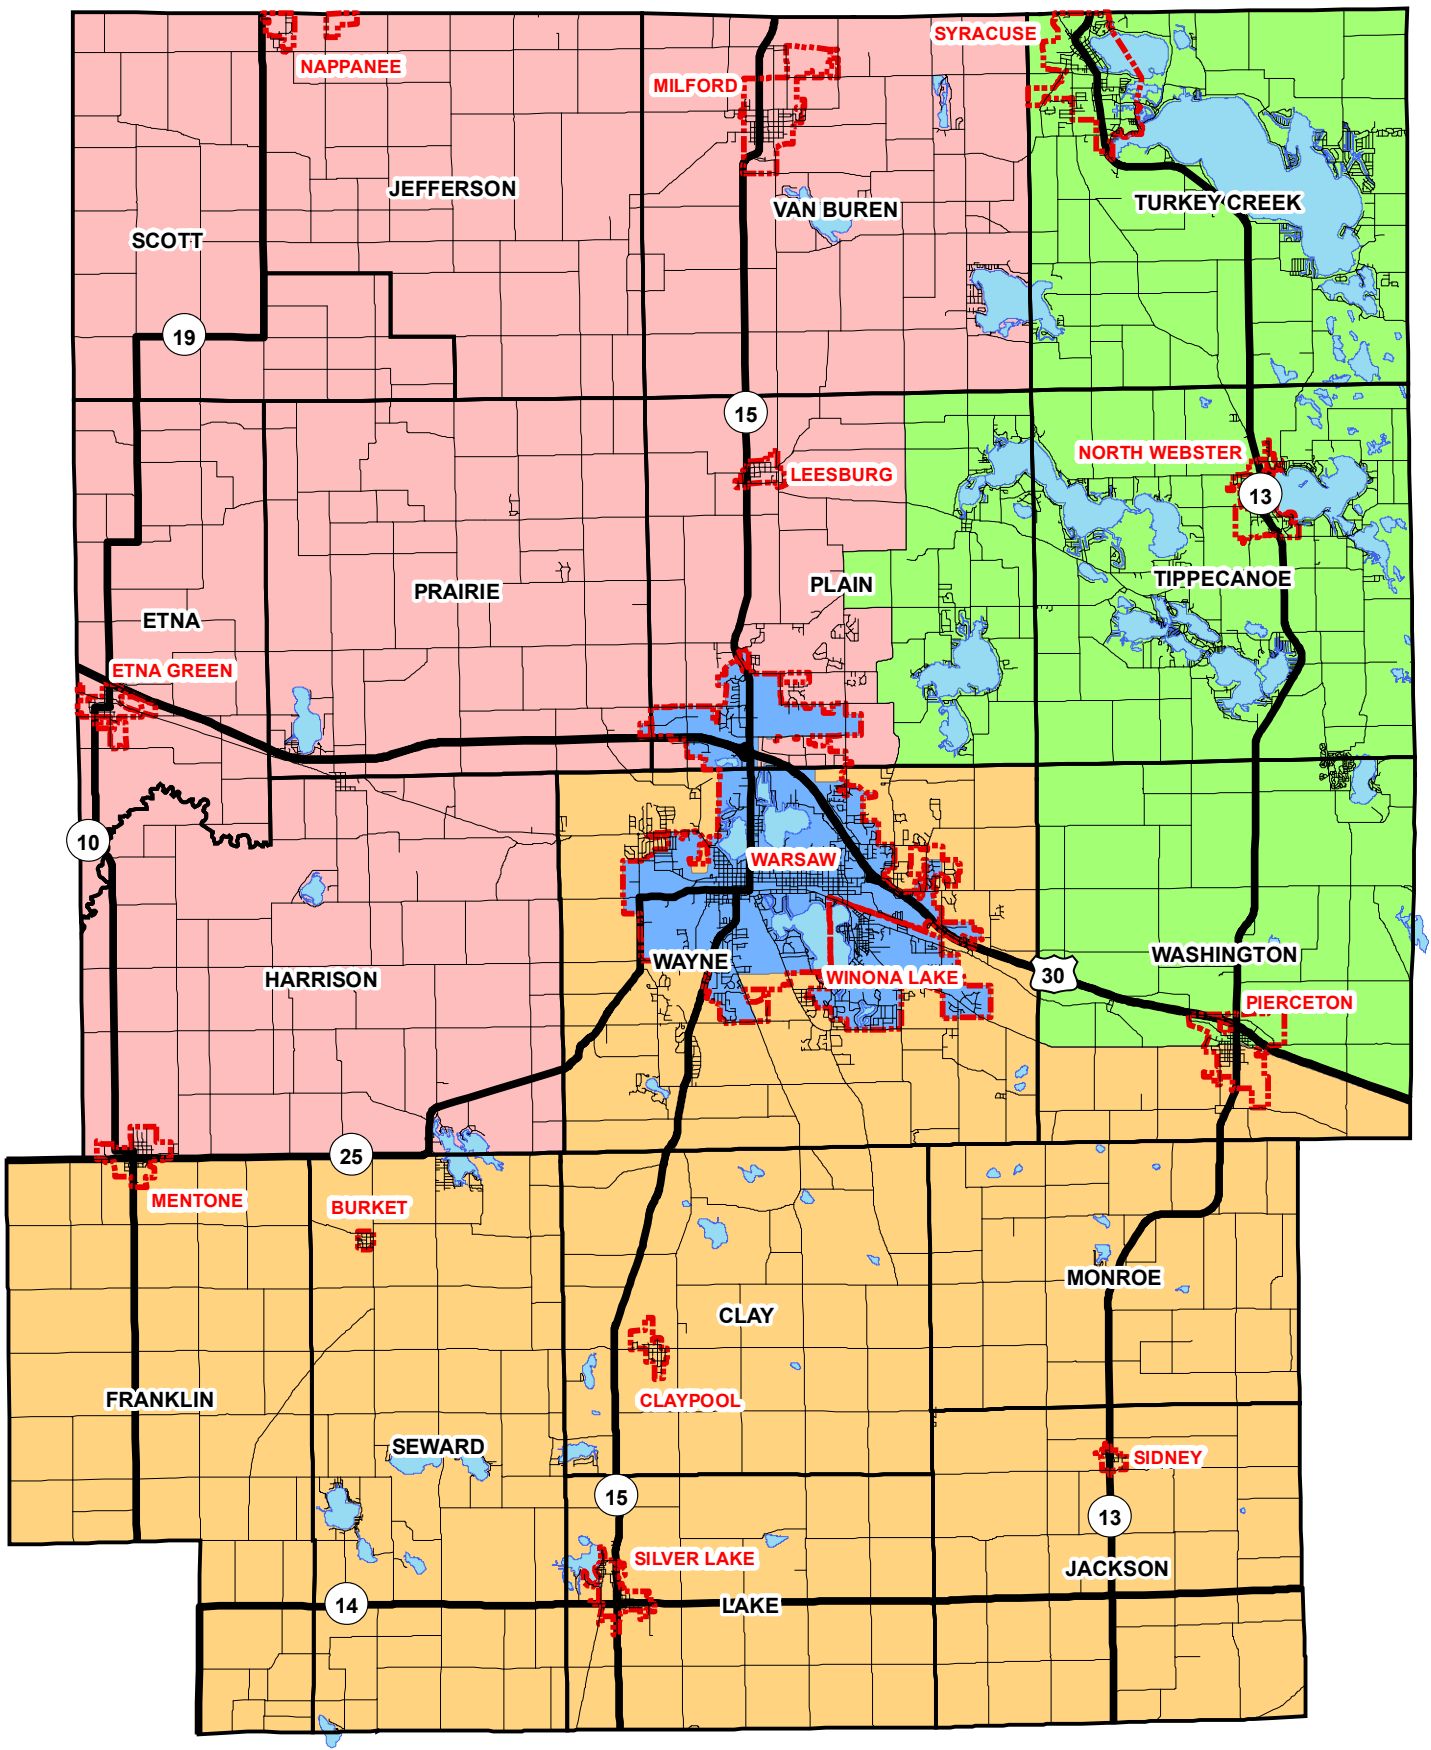 SYRACUSE
NAPPANEE
MILFORD
JEFFERSON
TURKEY CREEK
VAN BUREN
SCOTT
19
15
NORTH WEBSTER
LEESBURG
13
TIPPECANOE
PLAIN
PRAIRIE
ETNA
ETNA GREEN
10
WARSAW
WASHINGTON
WAYNE
30
WINONA LAKE
HARRISON
PIERCETON
25
MENTONE
BURKET
MONROE
CLAY
FRANKLIN
CLAYPOOL
SEWARD
SIDNEY
15
13
SILVER LAKE
JACKSON
14
LAKE